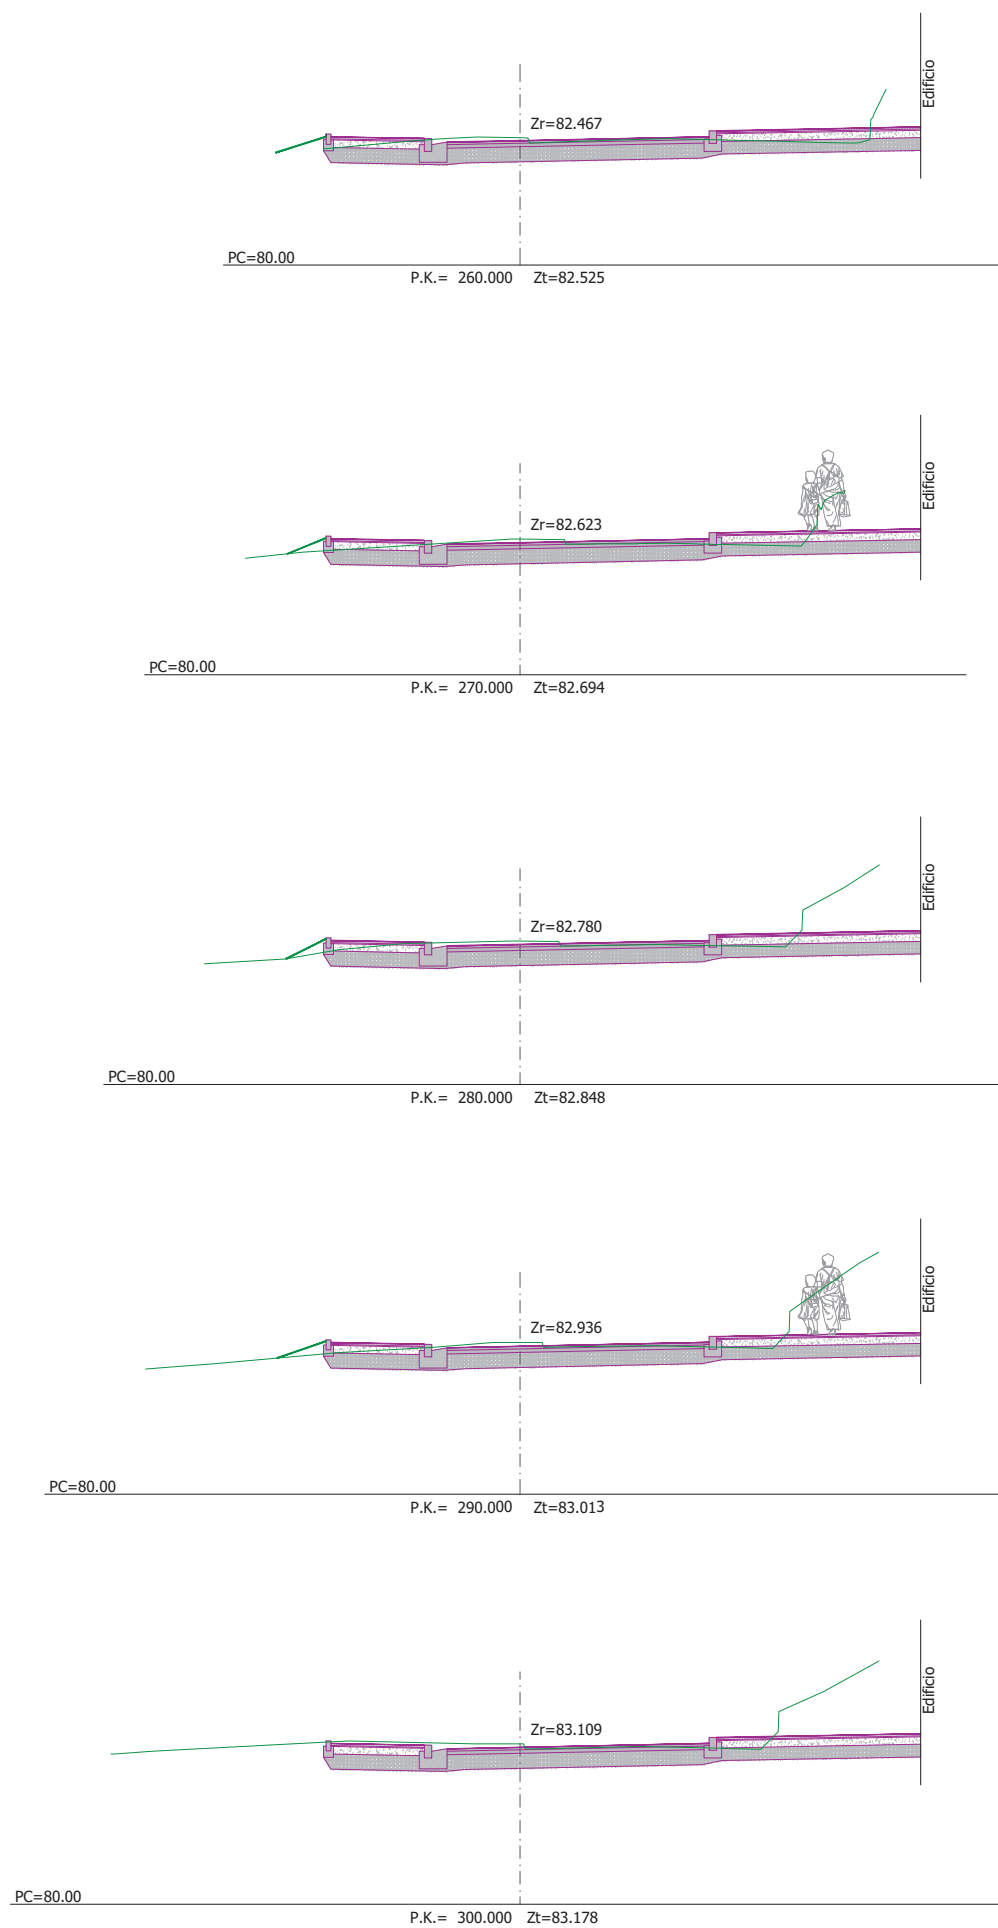 Edificio
Zr=82.467
PC=80.00
P.K.= 260.000 Zt=82.525
Edificio
Zr=82.623
PC=80.00
P.K.= 270.000 Zt=82.694
Edificio
Zr=82.780
PC=80.00
P.K.= 280.000 Zt=82.848
Edificio
Zr=82.936
PC=80.00
P.K.= 290.000 Zt=83.013
Edificio
Zr=83.109
PC=80.00
P.K.= 300.000 Zt=83.178